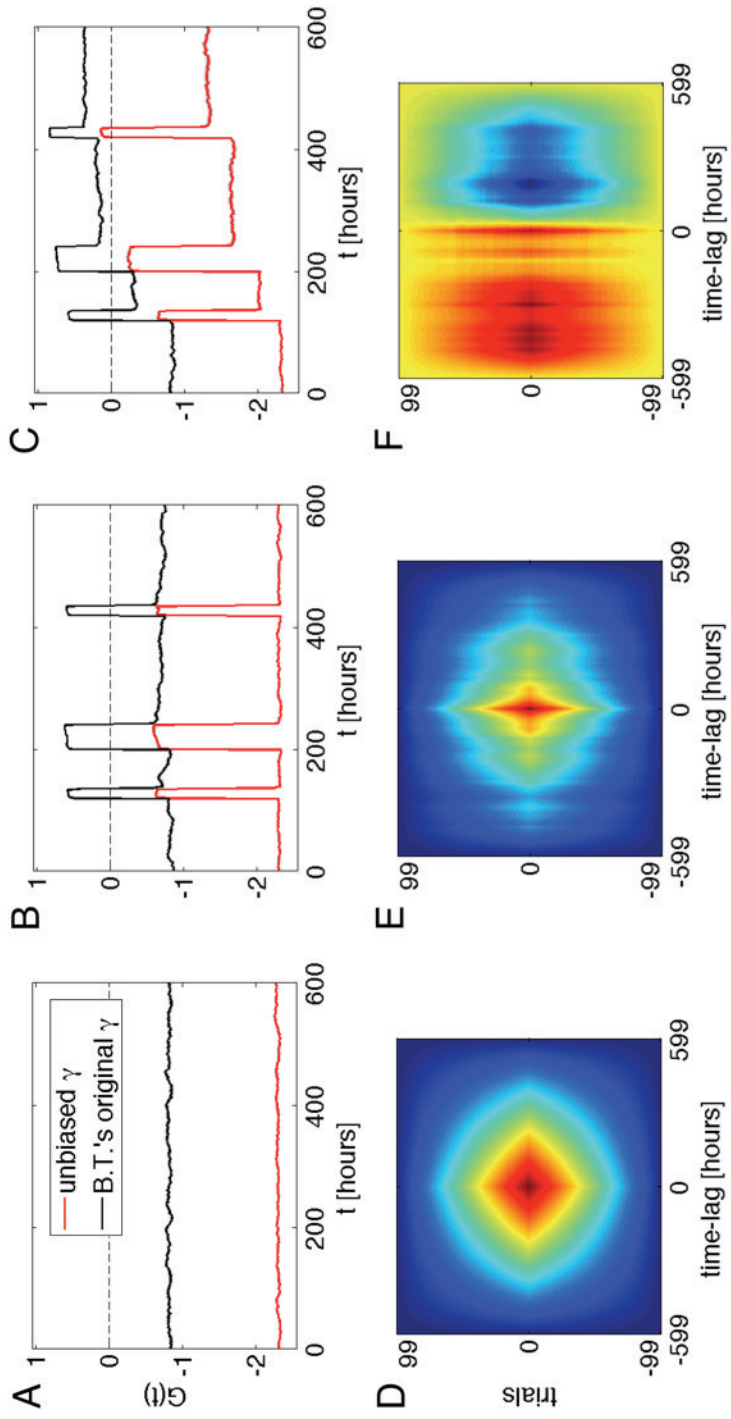 A
B
C
1
0
-1
-2
G(t)
unbiased γ
B.T.'s original γ
0
200
400
600
t [hours]
1
0
-1
-2
0
200
400
600
t [hours]
1
0
-1
-2
0
200
400
600
t [hours]
D
E
F
trials
99
0
-99
-599
0
599
time-lag [hours]
99
0
-99
-599
0
599
time-lag [hours]
99
0
-99
-599
0
599
time-lag [hours]